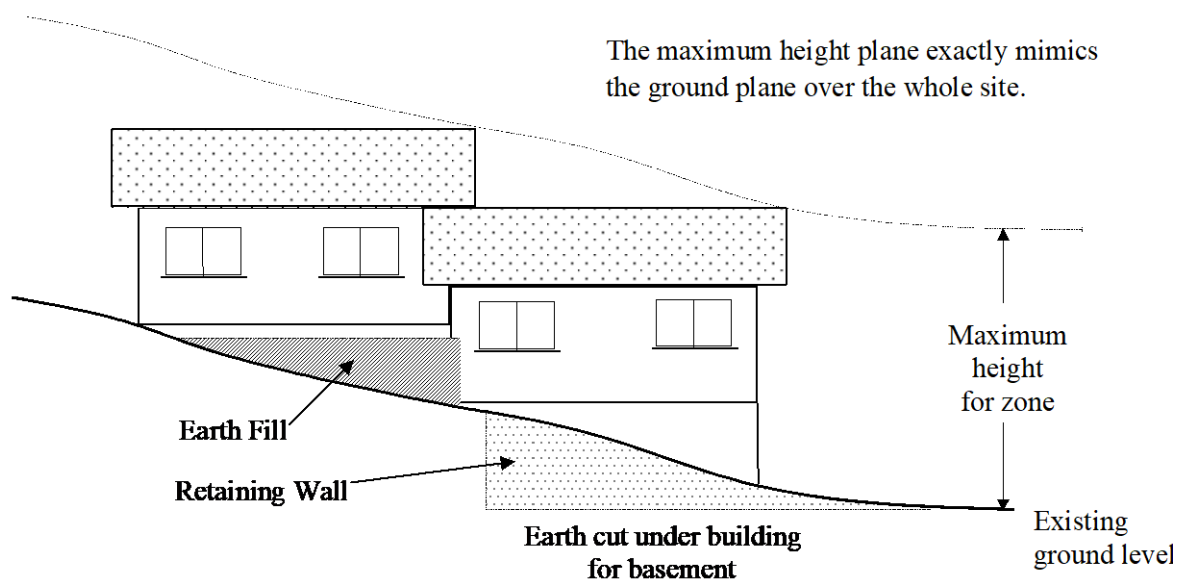 The maximum height plane exactly mimics
the ground plane over the whole site.
Maximum
height
for zone
Earth Fill
Retaining Wall
Earth cut under building
for basement
Existing
ground level